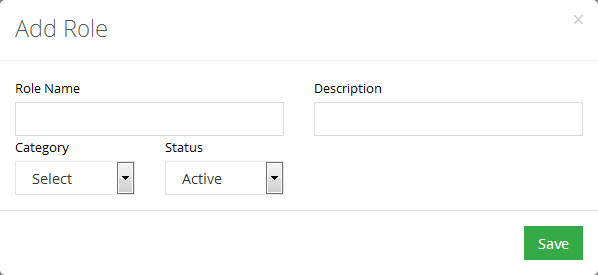 Add Role
×
Role Name
Description
Category
Status
Select
Active
Save